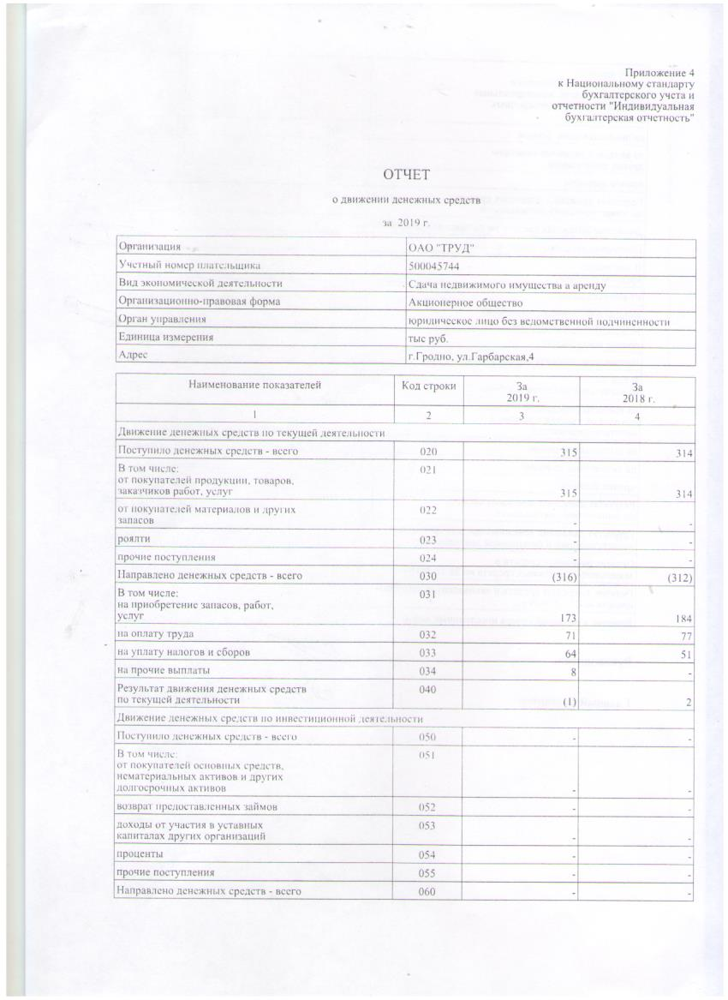 Приложение 4
к Национальному стандарту
бухгалтерского учета и
отчетности "Индивидуальная
бухгалтерская отчетность"
ОТЧЕТ
о движении денежных средств
за 2019 г.
Организация ОАО "ТРУД"
Учетный номер плательщика 500045744
Вид экономической деятельности Сдача недвижимого имущества а аренду
Организационно-правовая форма Акционерное общество
Орган управления юридическое лицо без ведомственной подчиненности
Единица измерения тыс руб.
Адрес г.Гродно, ул.Гарбарская,4
Наименование показателей Код строки За За
2019 г. 2018 г.
1 2 3 4
Движение денежных средств по текущей деятельности
Поступило денежных средств - всего 020 315 314
В том числе: 021
от покупателей продукции, товаров,
заказчиков работ, услуг 315 314
от покупателей материалов и других 022
запасов - -
роялти 023 - -
прочие поступления 024 - -
Направлено денежных средств - всего 030 (316) (312)
В том числе: 031
на приобретение запасов, работ,
услуг 173 184
на оплату труда 032 71 77
на уплату налогов и сборов 033 64 51
на прочие выплаты 034 8 -
Результат движения денежных средств 040
по текущей деятельности (1) 2
Движение денежных средств по инвестиционной деятельности
Поступило денежных средств - всего 050 - -
В том числе: 051
от покупателей основных средств,
нематериальных активов и других
долгосрочных активов - -
возврат предоставленных займов 052 - -
доходы от участия в уставных 053
капиталах других организаций - -
проценты 054 - -
прочие поступления 055 - -
Направлено денежных средств - всего 060 - -